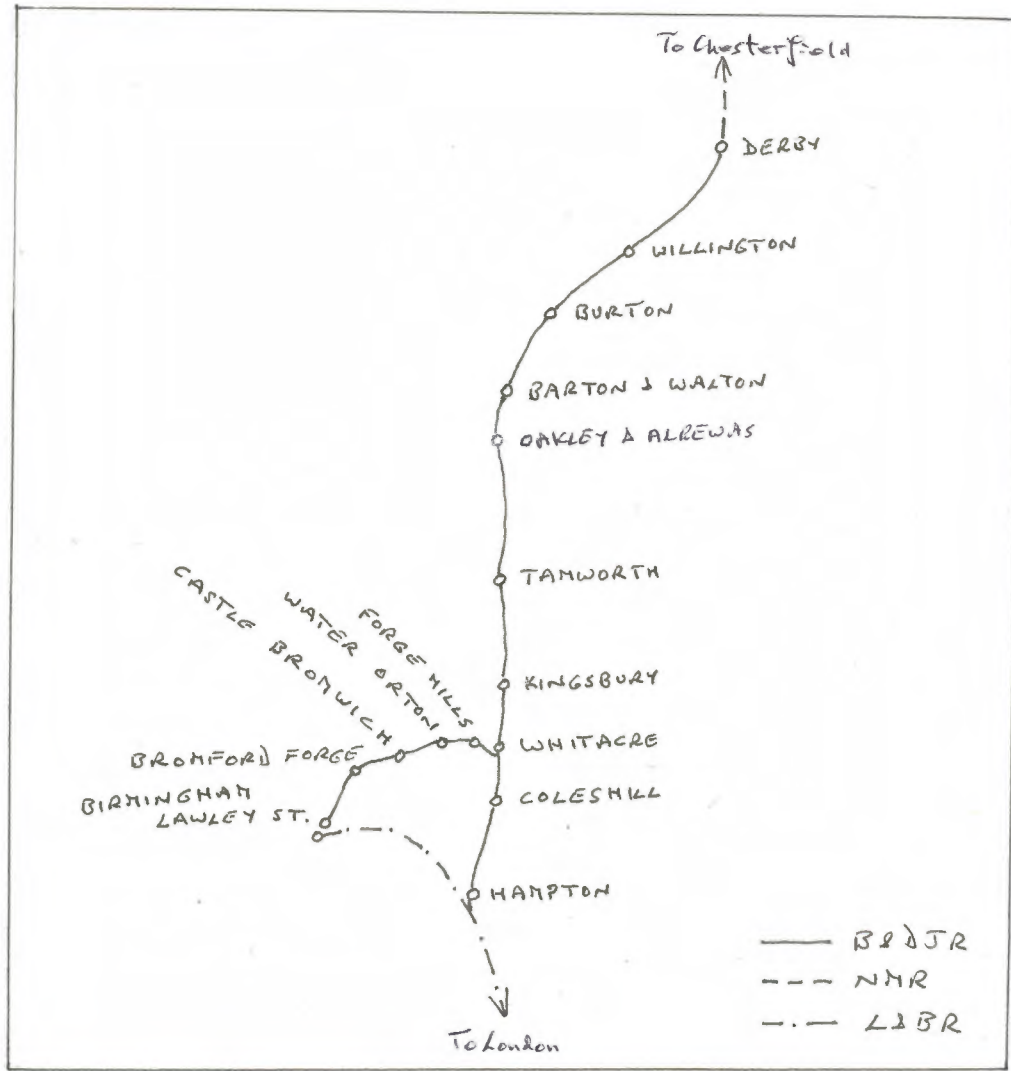 To Chesterfield
DERBY
WILLINGTON
BURTON
BARTON & WALTON
OAKLEY & ALREWAS
TAMWORTH
KINGSBURY
WHITACRE
FORGE MILLS
WATER ORTON
CASTLE BROMWICH
BROMFORD FORGE
BIRMINGHAM
LAWLEY ST.
COLESHILL
HAMPTON
To London
B & DJR
NMR
L & BR